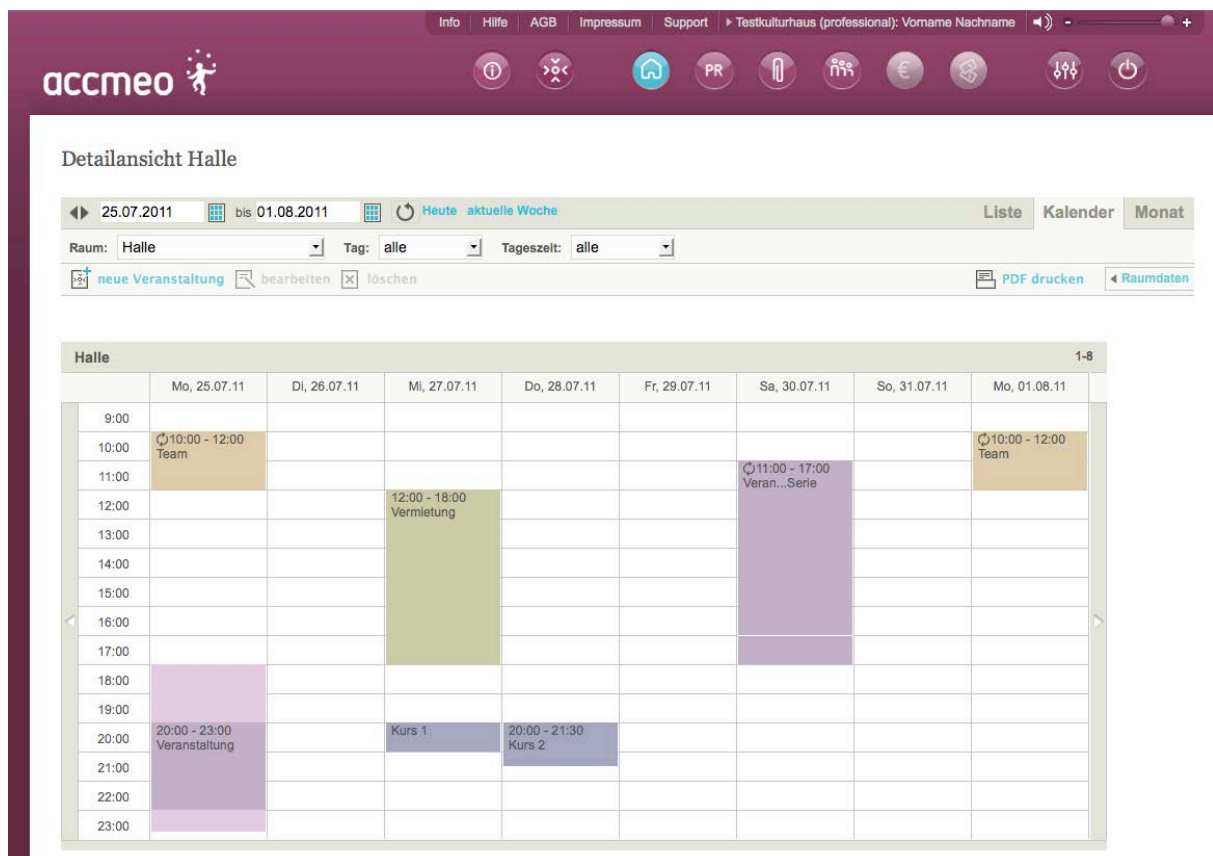 Info Hilfe AGB Impressum Support Testkulturhaus (professional): Vorname Nachname - +
accmeo PR €
Detailansicht Halle
25.07.2011 bis 01.08.2011 Heute aktuelle Woche Liste Kalender Monat
Raum: Halle Tag: alle Tageszeit: alle
neue Veranstaltung bearbeiten löschen PDF drucken Raumdaten
Halle 1-8
Mo, 25.07.11 Di, 26.07.11 Mi, 27.07.11 Do, 28.07.11 Fr, 29.07.11 Sa, 30.07.11 So, 31.07.11 Mo, 01.08.11
9:00
10:00 10:00 - 12:00 10:00 - 12:00
Team Team
11:00 11:00 - 17:00
Veran...Serie
12:00 12:00 - 18:00
Vermietung
13:00
14:00
15:00
16:00
17:00
18:00
19:00
20:00 20:00 - 23:00 Kurs 1 20:00 - 21:30
Veranstaltung Kurs 2
21:00
22:00
23:00